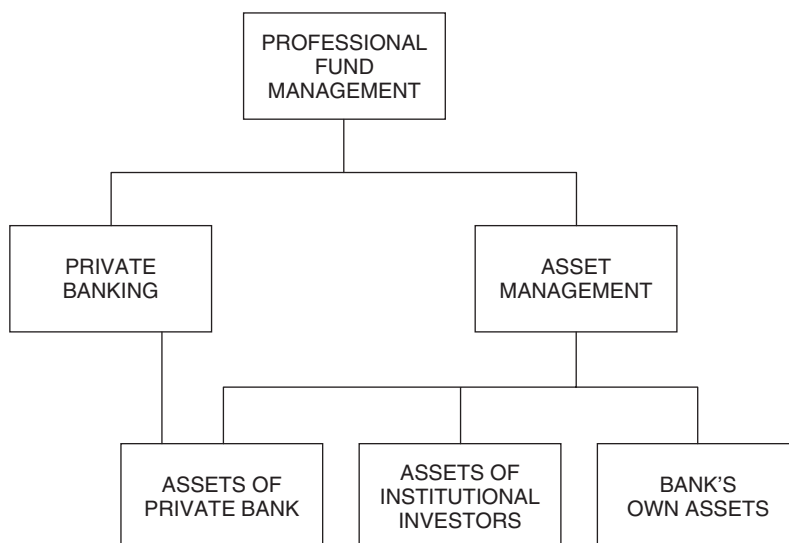 PROFESSIONAL
FUND
MANAGEMENT
PRIVATE
BANKING
ASSET
MANAGEMENT
ASSETS OF
PRIVATE BANK
ASSETS OF
INSTITUTIONAL
INVESTORS
BANK'S
OWN ASSETS